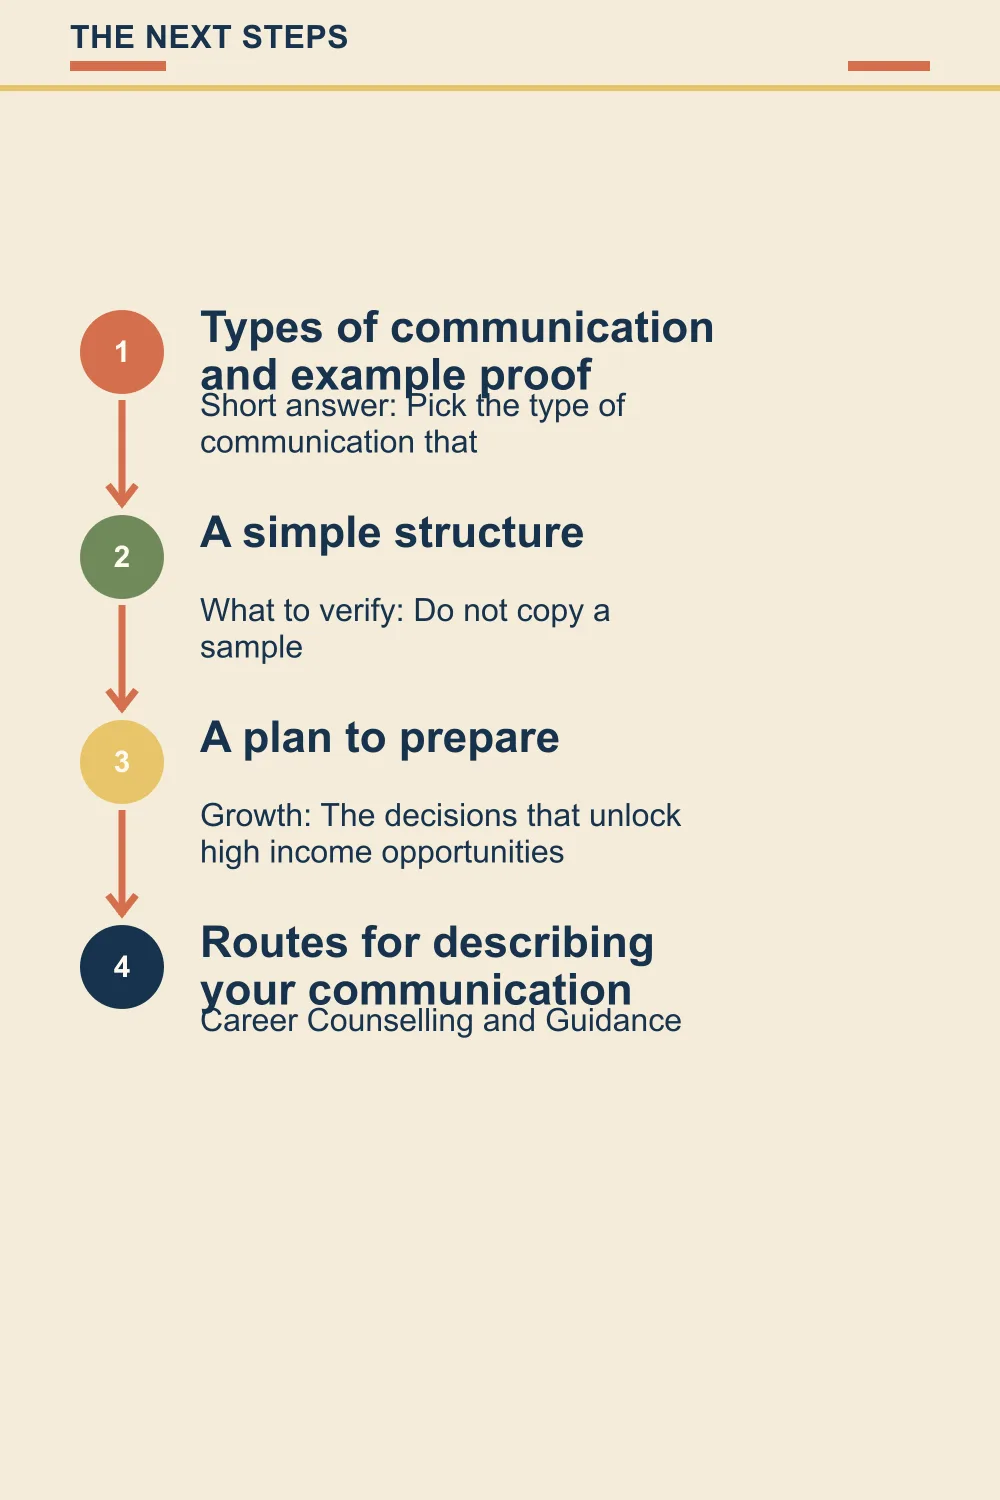 THE NEXT STEPS
1
Types of communication
and example proof
Short answer: Pick the type of
communication that
2
A simple structure
What to verify: Do not copy a
sample
3
A plan to prepare
Growth: The decisions that unlock
high income opportunities
4
Routes for describing
your communication
Career Counselling and Guidance